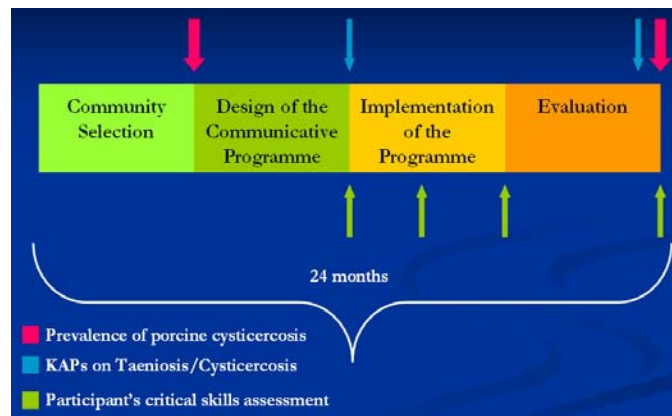 Community
Selection
Design of the
Communicative
Programme
Implementation
of the
Programme
Evaluation
24 months
Prevalence of porcine cysticercosis
KAPs on Taeniosis/Cysticercosis
Participant's critical skills assessment